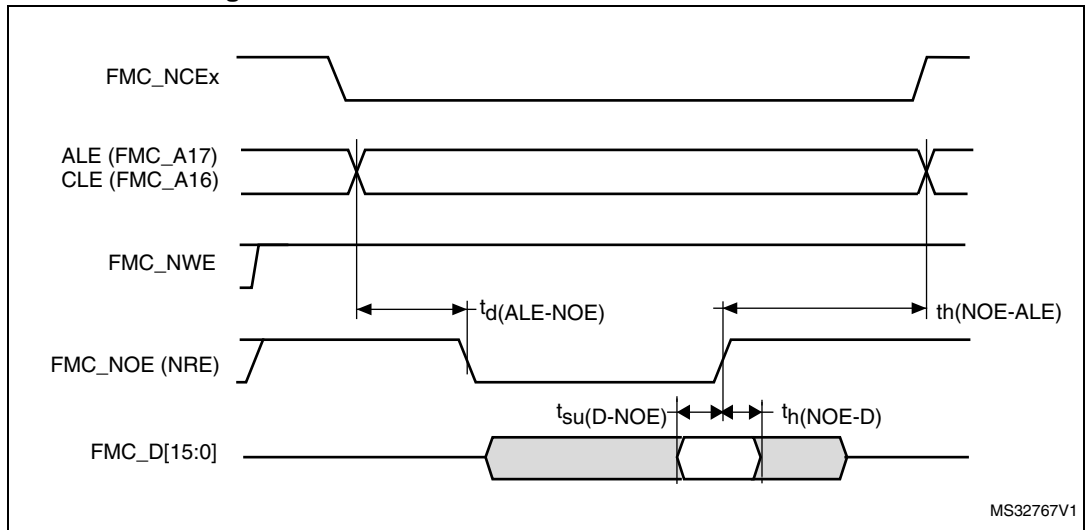 FMC_NCEx
ALE (FMC_A17)
CLE (FMC_A16)
FMC_NWE
td(ALE-NOE)
th(NOE-ALE)
FMC_NOE (NRE)
tsu(D-NOE)
th(NOE-D)
FMC_D[15:0]
MS32767V1